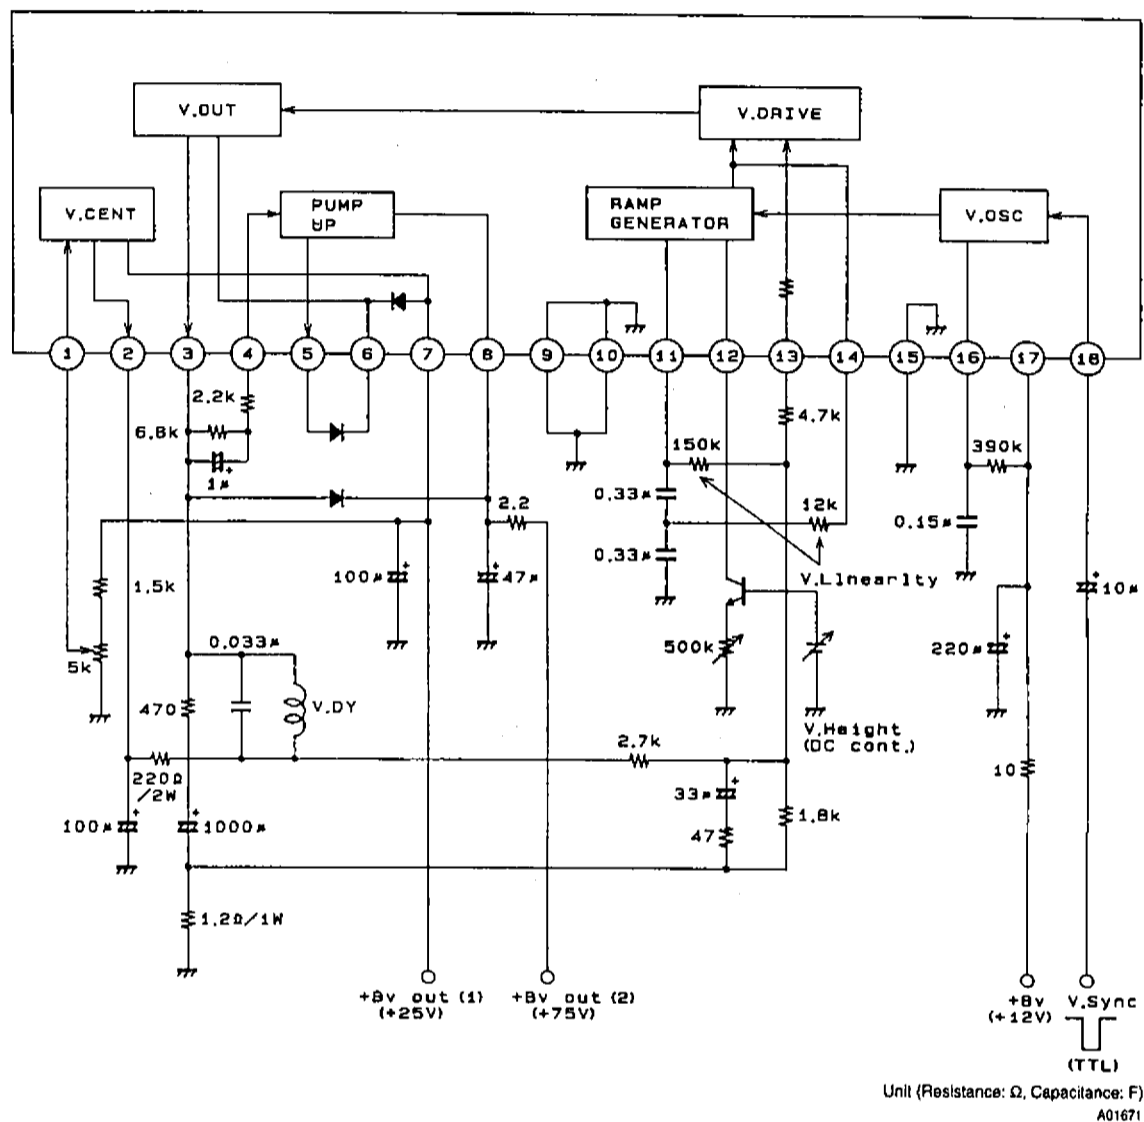 V.OUT
V.DRIVE
V.CENT
PUMP
UP
RAMP
GENERATOR
V.OSC
1 2 3 4 5 6 7 8 9 10 11 12 13 14 15 16 17 18
2.2k
6.8k
1μ
4.7k
150k
390k
0.33μ
2.2
12k
0.15μ
0.33μ
1.5k
100μ
47μ
V.Linearity
10μ
5k
0.033μ
500k
220μ
470
V.DY
V.Height
(DC cont.)
2.7k
220Ω
/2W
10
33μ
100μ
1000μ
47
1.8k
1.2Ω/1W
+Bv out (1)
(+25V)
+Bv out (2)
(+75V)
+Bv
(+12V)
V.Sync
(TTL)
Unit (Resistance: Ω, Capacitance: F)
A01671